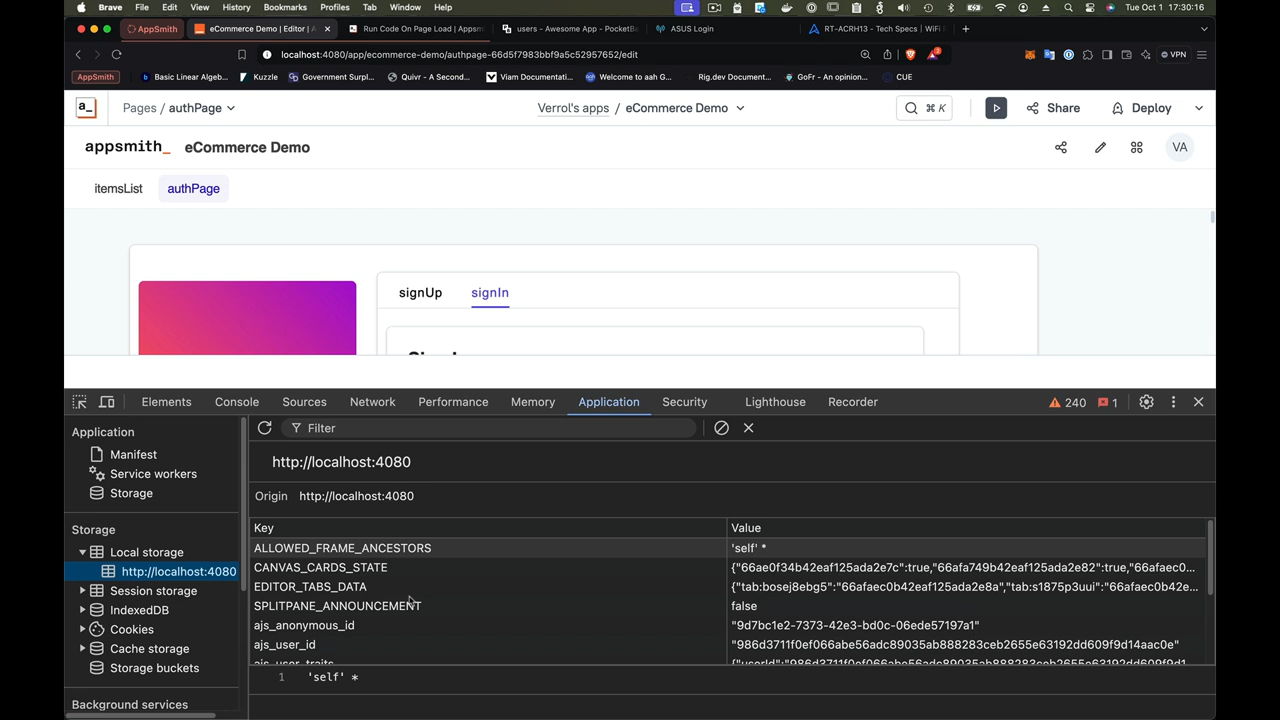 Brave File Edit View History Bookmarks Profiles Tab Window Help Tue Oct 1 17:30:16
AppSmith eCommerce Demo | Editor | A Run Code On Page Load | Appsm users - Awesome App - PocketBa ASUS Login RT-ACRH13 - Tech Specs | WiFi
localhost:4080/app/ecommerce-demo/authpage-66d5f7983bbf9a5c52957652/edit VPN
AppSmith Basic Linear Algeb... Kuzzle Government Surpl... Quivr - A Second... Viam Documentati... Welcome to aah G... Rig.dev Document... GoFr - An opinion... CUE
a_ Pages / authPage Verrol's apps / eCommerce Demo ⌘ K Share Deploy
appsmith_ eCommerce Demo VA
itemsList authPage
signUp signIn
Elements Console Sources Network Performance Memory Application Security Lighthouse Recorder 240 1
Application Filter
Manifest http://localhost:4080
Service workers
Storage Origin http://localhost:4080
Storage Key Value
Local storage ALLOWED_FRAME_ANCESTORS 'self' *
http://localhost:4080 CANVAS_CARDS_STATE {"66ae0f34b42eaf125ada2e7c":true,"66afa749b42eaf125ada2e82":true,"66afaec0...
Session storage EDITOR_TABS_DATA {"tab:bosej8ebg5":"66afaec0b42eaf125ada2e8a","tab:s1875p3uui":"66afaec0b42e...
IndexedDB SPLITPANE_ANNOUNCEMENT false
Cookies ajs_anonymous_id "9d7bc1e2-7373-42e3-bd0c-06ede57197a1"
Cache storage ajs_user_id "986d3711f0ef066abe56adc89035ab888283ceb2655e63192dd609f9d14aac0e"
ajs_user_traits {"userId":"986d3711f0ef066abe56adc89035ab888283ceb2655e63192dd609f9d1...
Storage buckets 1 'self' *
Background services